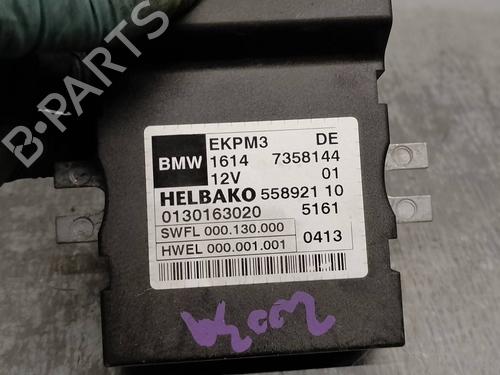 EKPM3 DE
BMW 1614 7358144
12V 01
HELBAKO 558921 10
0130163020 5161
SWFL 000.130.000
HWEL 000.001.001 0413
B-PARTS